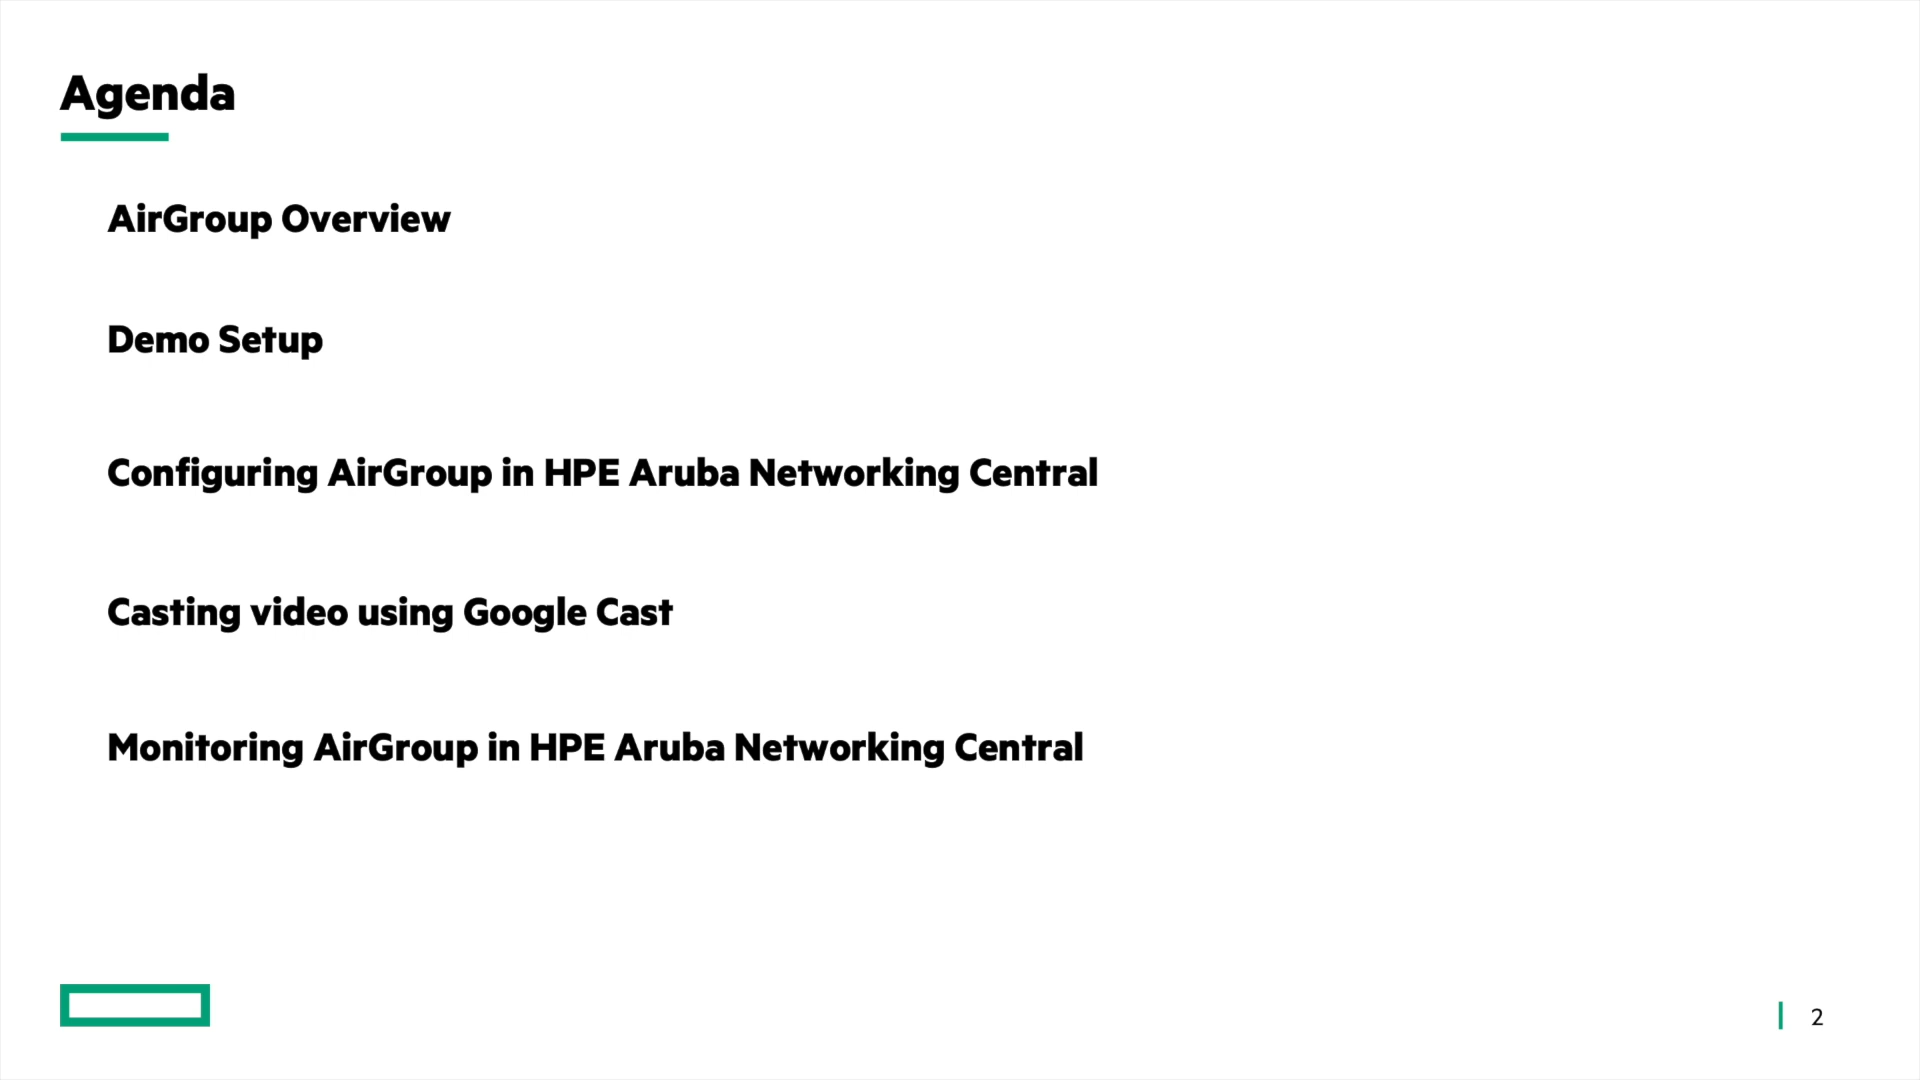 Agenda
AirGroup Overview
Demo Setup
Configuring AirGroup in HPE Aruba Networking Central
Casting video using Google Cast
Monitoring AirGroup in HPE Aruba Networking Central
2